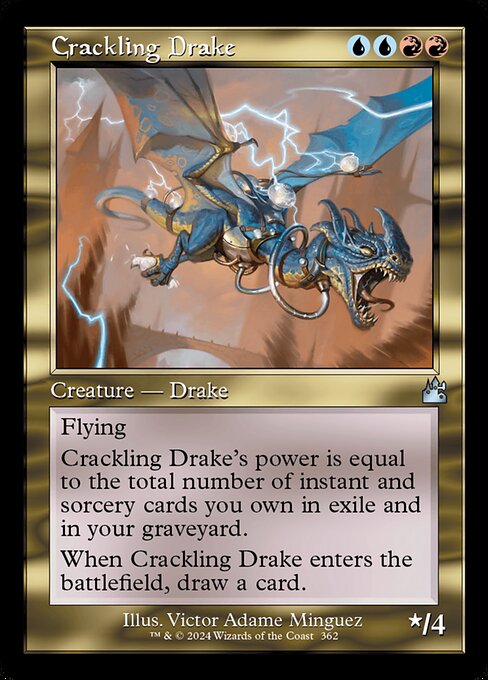 Crackling Drake
Creature — Drake
Flying
Crackling Drake's power is equal
to the total number of instant and
sorcery cards you own in exile and
in your graveyard.
When Crackling Drake enters the
battlefield, draw a card.
Illus. Victor Adame Minguez
™ & © 2024 Wizards of the Coast 362
*/4